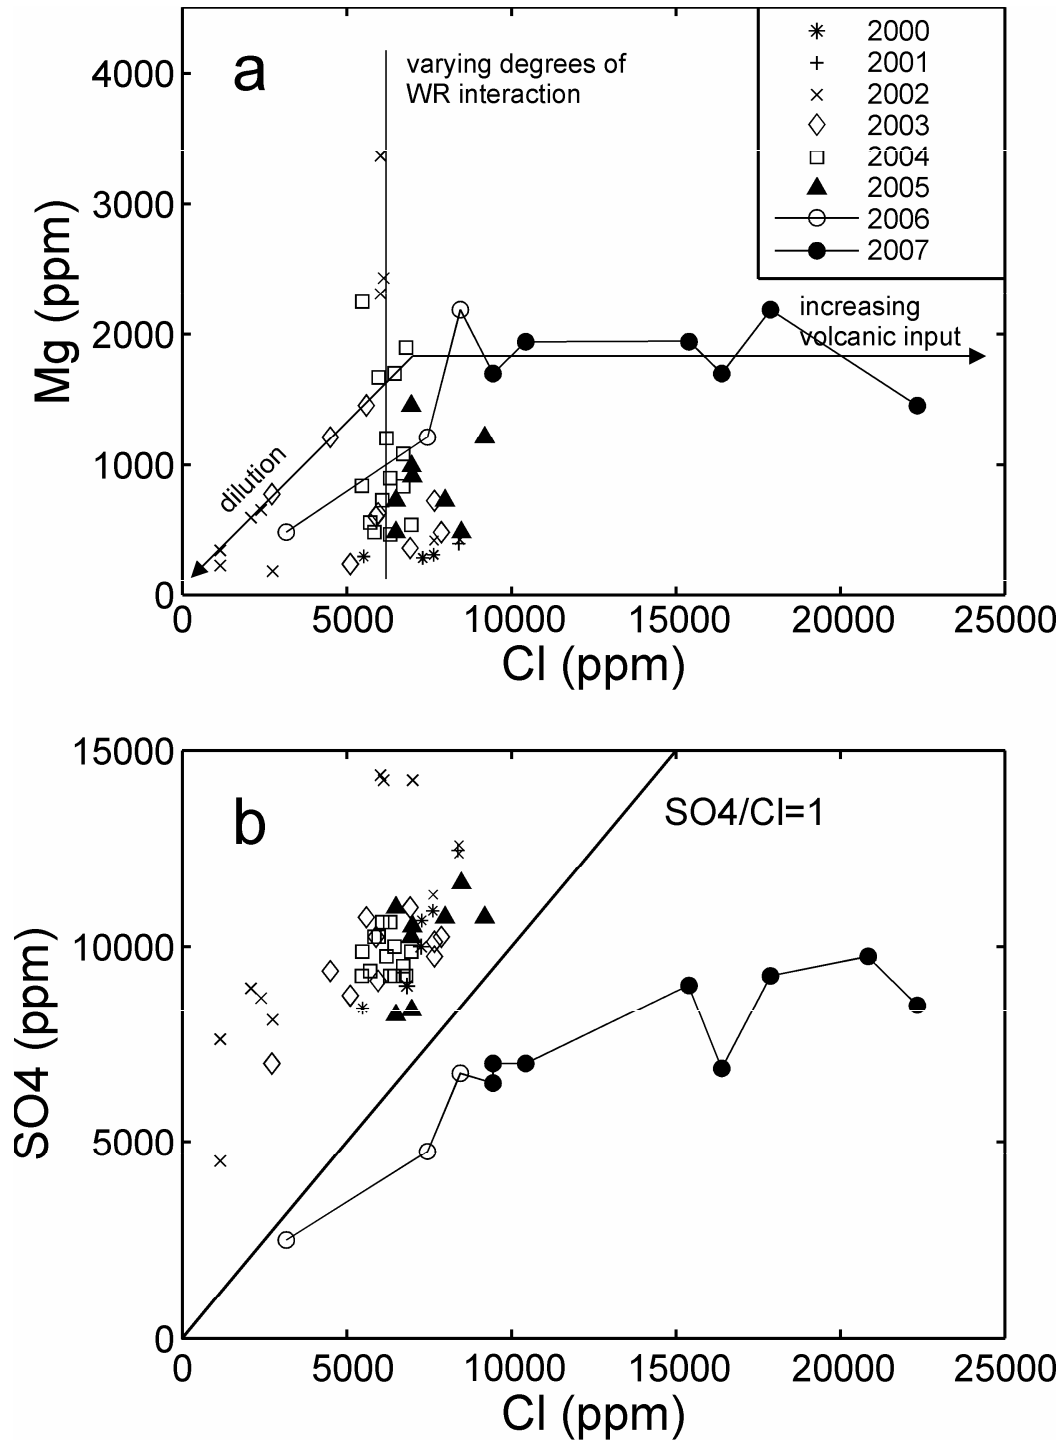 a
varying degrees of
WR interaction
2000
2001
2002
2003
2004
2005
2006
2007
4000
3000
2000
1000
0
Mg (ppm)
increasing
volcanic input
dilution
0 5000 10000 15000 20000 25000
Cl (ppm)
b
SO4/Cl=1
15000
10000
5000
0
SO4 (ppm)
0 5000 10000 15000 20000 25000
Cl (ppm)